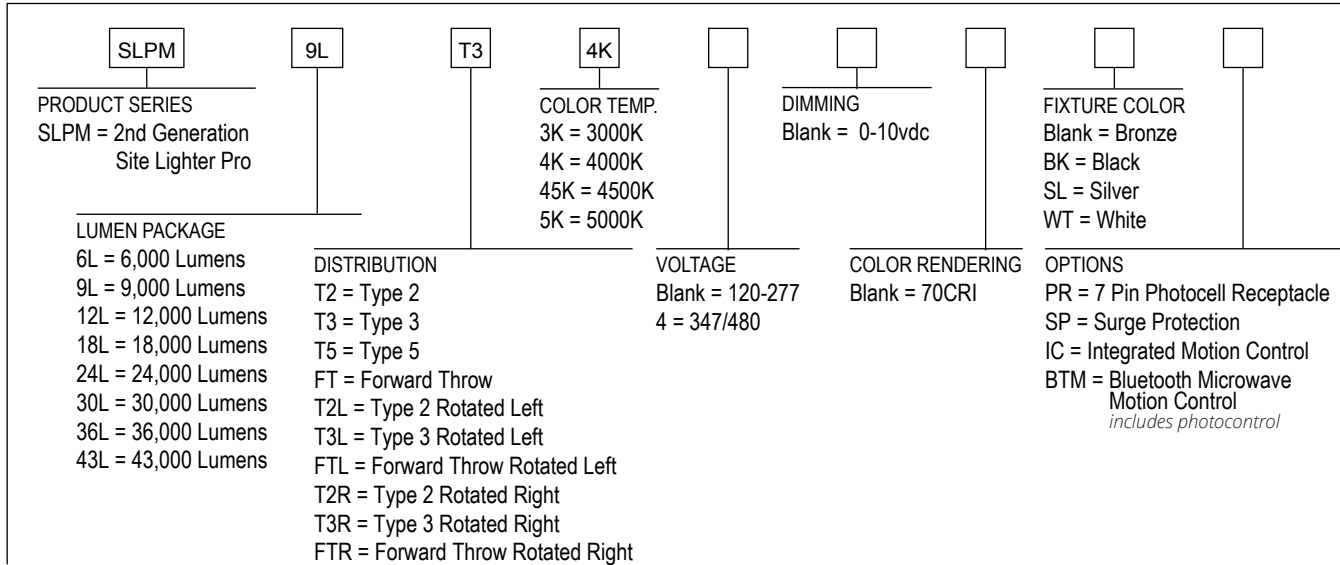 SLPM 9L T3 4K
PRODUCT SERIES
SLPM = 2nd Generation
Site Lighter Pro
LUMEN PACKAGE
6L = 6,000 Lumens
9L = 9,000 Lumens
12L = 12,000 Lumens
18L = 18,000 Lumens
24L = 24,000 Lumens
30L = 30,000 Lumens
36L = 36,000 Lumens
43L = 43,000 Lumens
DISTRIBUTION
T2 = Type 2
T3 = Type 3
T5 = Type 5
FT = Forward Throw
T2L = Type 2 Rotated Left
T3L = Type 3 Rotated Left
FTL = Forward Throw Rotated Left
T2R = Type 2 Rotated Right
T3R = Type 3 Rotated Right
FTR = Forward Throw Rotated Right
COLOR TEMP.
3K = 3000K
4K = 4000K
45K = 4500K
5K = 5000K
VOLTAGE
Blank = 120-277
4 = 347/480
DIMMING
Blank = 0-10vdc
COLOR RENDERING
Blank = 70CRI
FIXTURE COLOR
Blank = Bronze
BK = Black
SL = Silver
WT = White
OPTIONS
PR = 7 Pin Photocell Receptacle
SP = Surge Protection
IC = Integrated Motion Control
BTM = Bluetooth Microwave
Motion Control
includes photocontrol